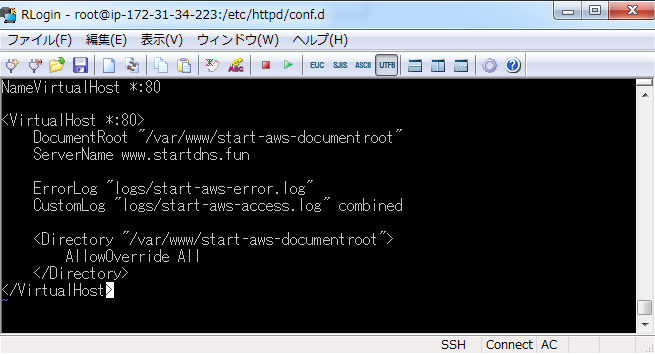 RLogin - root@ip-172-31-34-223:/etc/httpd/conf.d
ファイル(F) 編集(E) 表示(V) ウィンドウ(W) ヘルプ(H)
EUC SJIS ASCII UTF8
NameVirtualHost *:80
<VirtualHost *:80>
DocumentRoot "/var/www/start-aws-documentroot"
ServerName www.startdns.fun
ErrorLog "logs/start-aws-error.log"
CustomLog "logs/start-aws-access.log" combined
<Directory "/var/www/start-aws-documentroot">
AllowOverride All
</Directory>
</VirtualHost>
~
SSH Connect AC